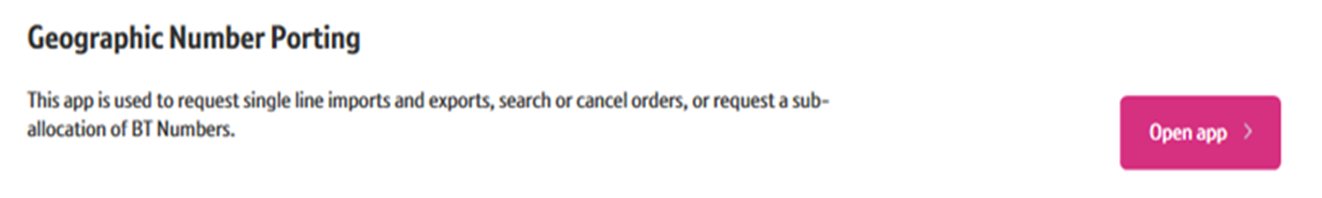 Geographic Number Porting
This app is used to request single line imports and exports, search or cancel orders, or request a sub-
allocation of BT Numbers.
Open app